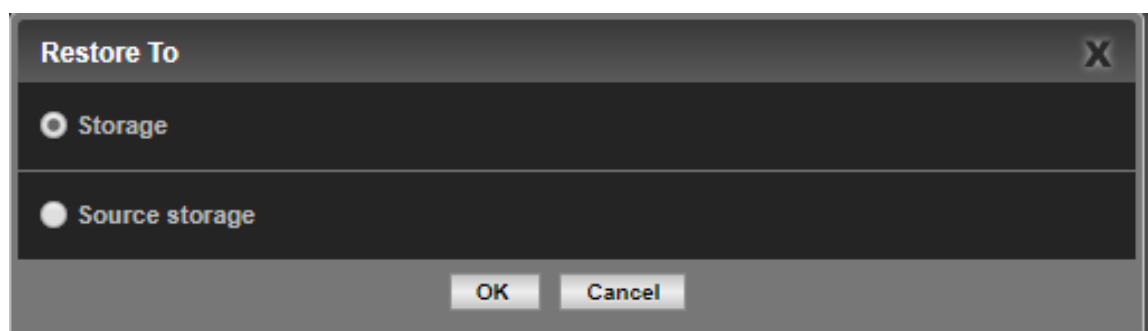 Restore To
X
Storage
Source storage
OK Cancel